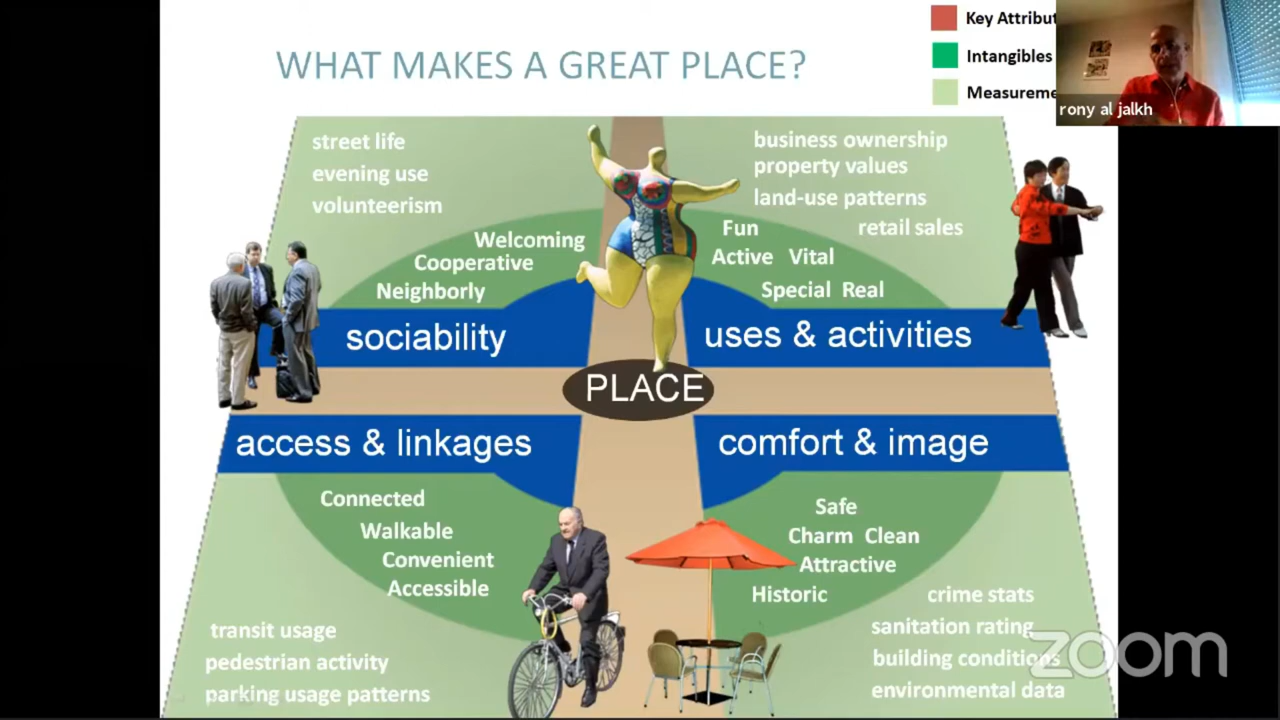 WHAT MAKES A GREAT PLACE?
Key Attribut
Intangibles
Measureme
rony al jalkh
street life
evening use
volunteerism
Welcoming
Cooperative
Neighborly
business ownership
property values
land-use patterns
retail sales
Fun
Active Vital
Special Real
sociability
uses & activities
PLACE
access & linkages
comfort & image
Connected
Walkable
Convenient
Accessible
transit usage
pedestrian activity
parking usage patterns
Safe
Charm Clean
Attractive
Historic
crime stats
sanitation rating
building conditions
environmental data
zoom